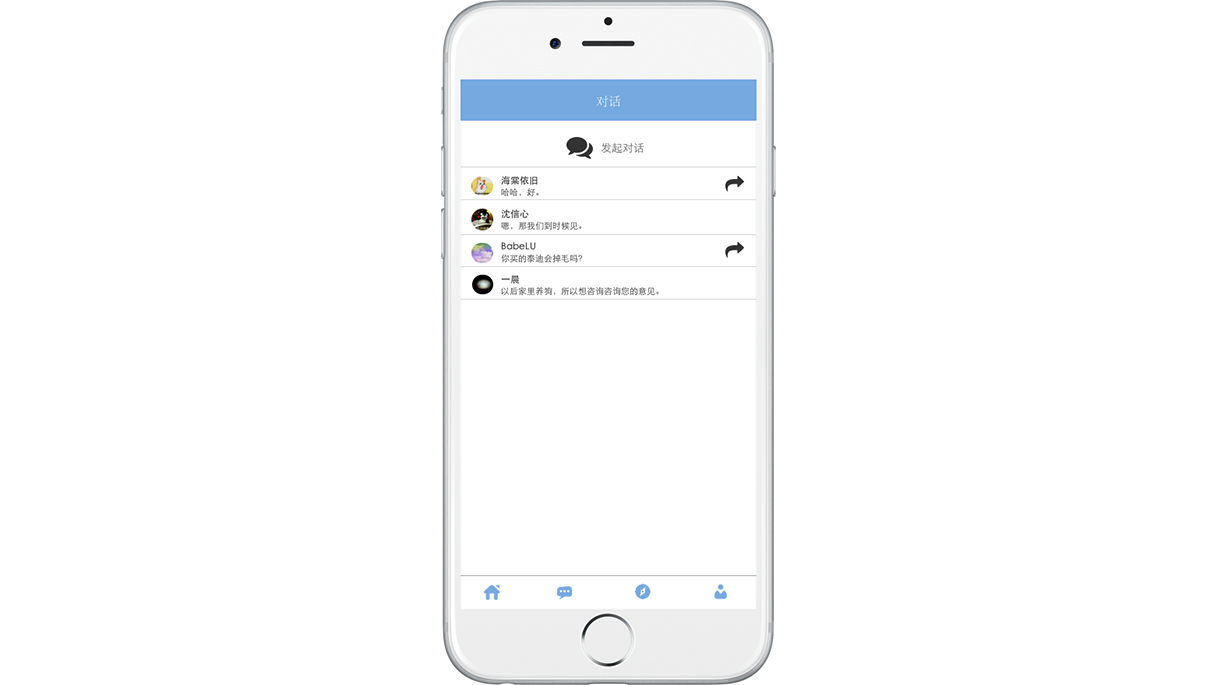 对话
发起对话
海棠依旧
哈哈，好。
沈信心
嗯，那我们到时候见。
BabeLU
你买的泰迪会掉毛吗?
一晨
以后家里养狗，所以想咨询咨询您的意见。